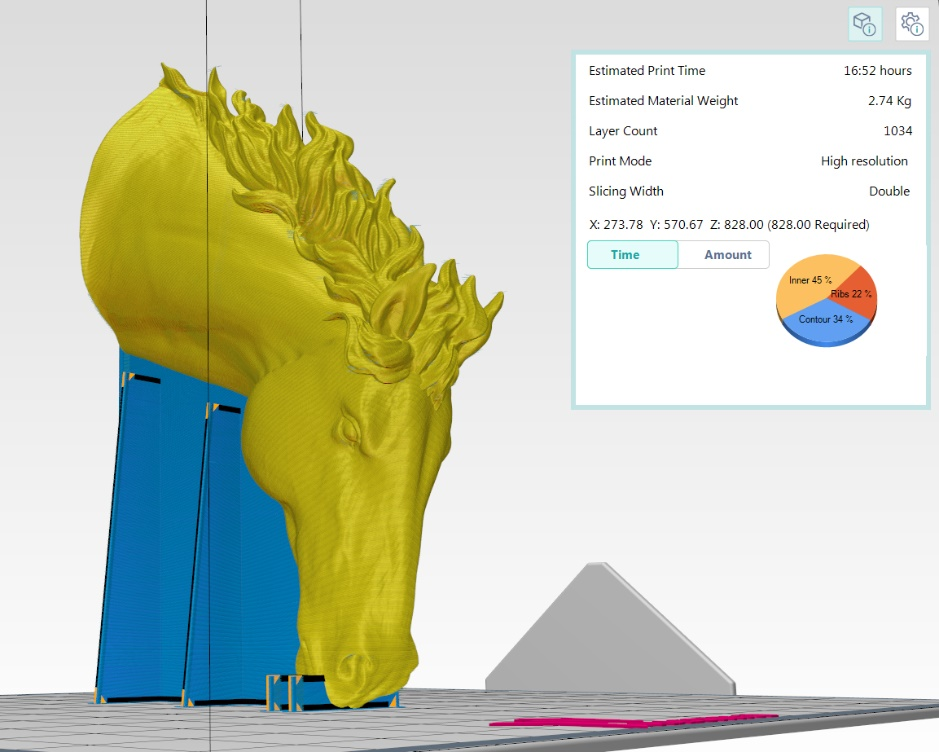 Estimated Print Time 16:52 hours
Estimated Material Weight 2.74 Kg
Layer Count 1034
Print Mode High resolution
Slicing Width Double
X: 273.78 Y: 570.67 Z: 828.00 (828.00 Required)
Time Amount
Inner 45 %
Ribs 22 %
Contour 34 %